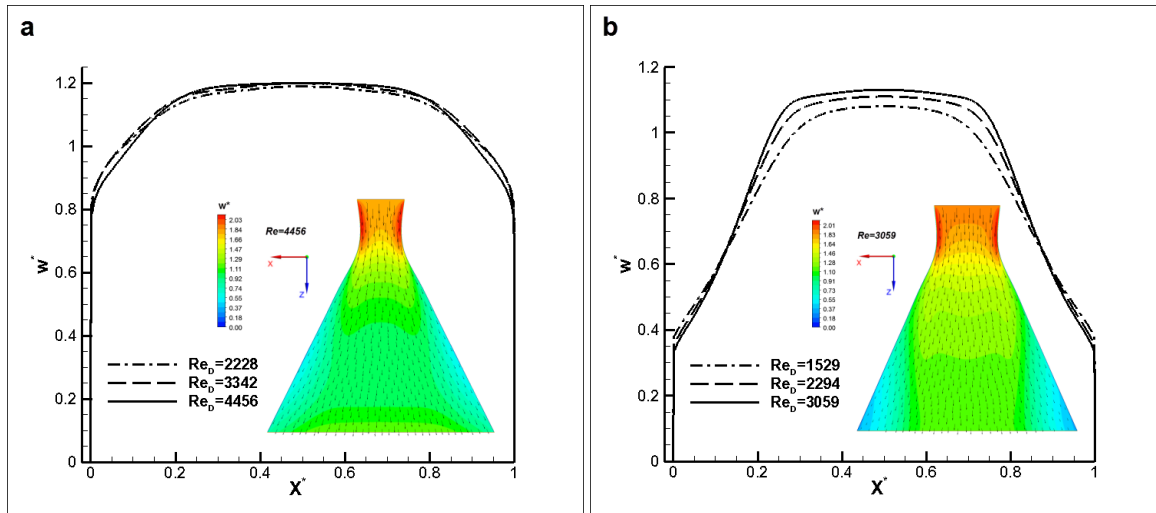 a
w*
1.2
1
0.8
0.6
0.4
0.2
0
0
0.2
0.4
0.6
0.8
1
X*
w*
2.03
1.84
1.66
1.47
1.29
1.11
0.92
0.74
0.55
0.37
0.18
0.00
Re=4456
X
Z
Re_D=2228
Re_D=3342
Re_D=4456
b
w*
1.2
1
0.8
0.6
0.4
0.2
0
0
0.2
0.4
0.6
0.8
1
X*
w*
2.01
1.83
1.64
1.46
1.28
1.10
0.91
0.73
0.55
0.37
0.18
0.00
Re=3059
X
Z
Re_D=1529
Re_D=2294
Re_D=3059